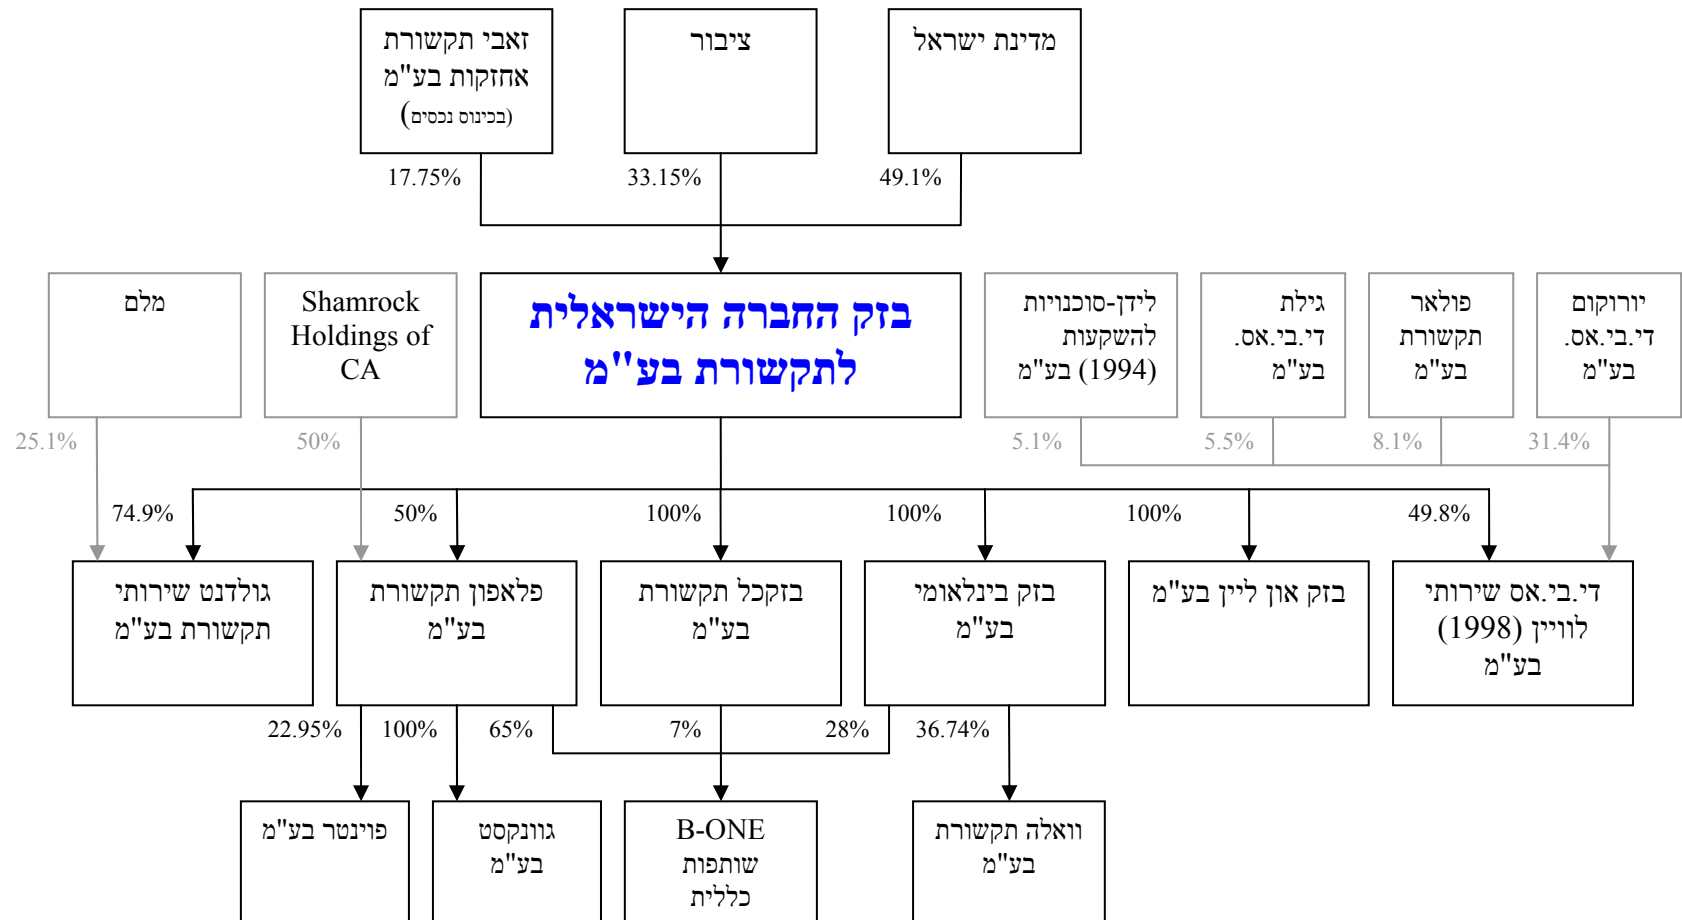 מדינת ישראל
ציבור
זאבי תקשורת
אחזקות בע"מ
(בכינוס נכסים)
49.1%
33.15%
17.75%
יורוקום
די.בי.אס.
בע"מ
פולאר
תקשורת
בע"מ
גילת
די.בי.אס.
בע"מ
לידן-סוכנויות
להשקעות
(1994) בע"מ
בזק החברה הישראלית
לתקשורת בע"מ
Shamrock
Holdings of
CA
מלם
31.4%
8.1%
5.5%
5.1%
50%
25.1%
49.8%
100%
100%
100%
50%
74.9%
די.בי.אס שירותי
לוויין (1998)
בע"מ
בזק און ליין בע"מ
בזק בינלאומי
בע"מ
בזקכל תקשורת
בע"מ
פלאפון תקשורת
בע"מ
גולדנט שירותי
תקשורת בע"מ
36.74%
28%
7%
65%
100%
22.95%
וואלה תקשורת
בע"מ
B-ONE
שותפות
כללית
גוונקסט
בע"מ
פוינטר בע"מ